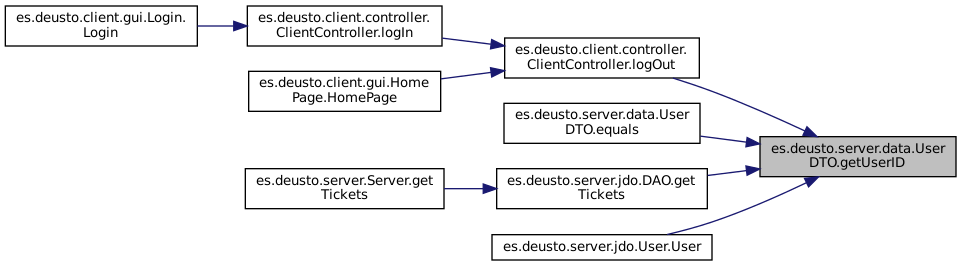 es.deusto.client.gui.Login.
Login
es.deusto.client.controller.
ClientController.logIn
es.deusto.client.gui.Home
Page.HomePage
es.deusto.client.controller.
ClientController.logOut
es.deusto.server.data.User
DTO.equals
es.deusto.server.Server.get
Tickets
es.deusto.server.jdo.DAO.get
Tickets
es.deusto.server.jdo.User.User
es.deusto.server.data.User
DTO.getUserID